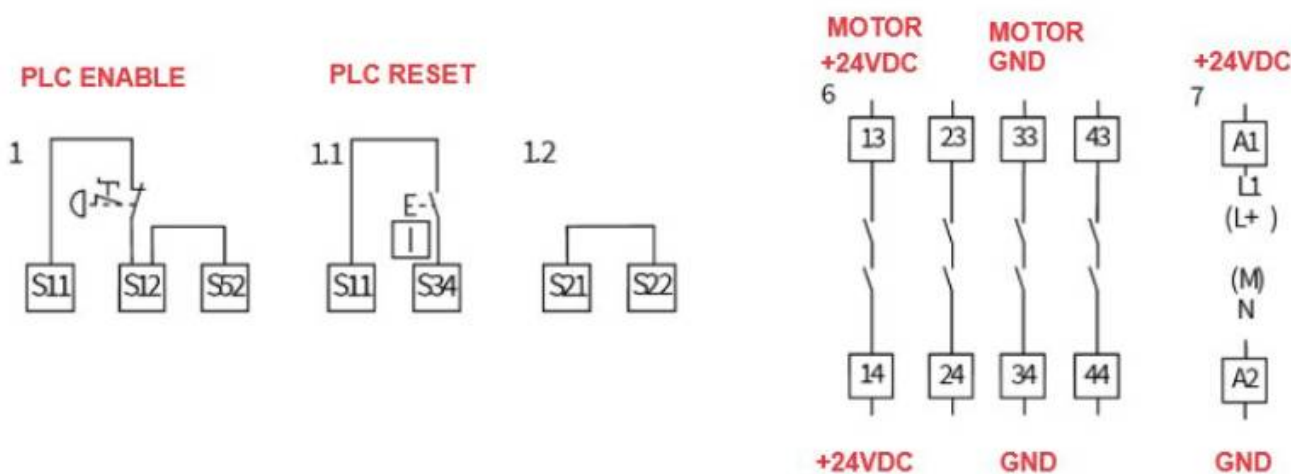 MOTOR
+24VDC
MOTOR
GND
+24VDC
PLC ENABLE
PLC RESET
6
7
1
1.1
1.2
13
23
33
43
A1
L1
(L+ )
E-
S11
S12
S52
S11
S34
S21
S22
(M)
N
14
24
34
44
A2
+24VDC
GND
GND